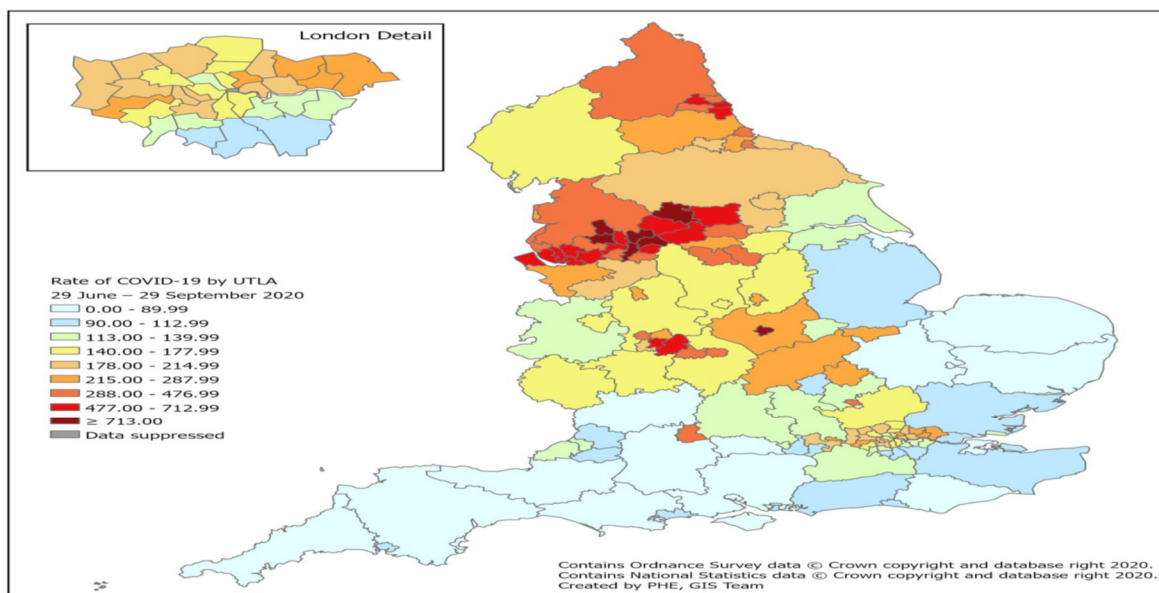 London Detail
Rate of COVID-19 by UTLA
29 June – 29 September 2020
0.00 - 89.99
90.00 - 112.99
113.00 - 139.99
140.00 - 177.99
178.00 - 214.99
215.00 - 287.99
288.00 - 476.99
477.00 - 712.99
≥ 713.00
Data suppressed
Contains Ordnance Survey data © Crown copyright and database right 2020.
Contains National Statistics data © Crown copyright and database right 2020.
Created by PHE, GIS Team